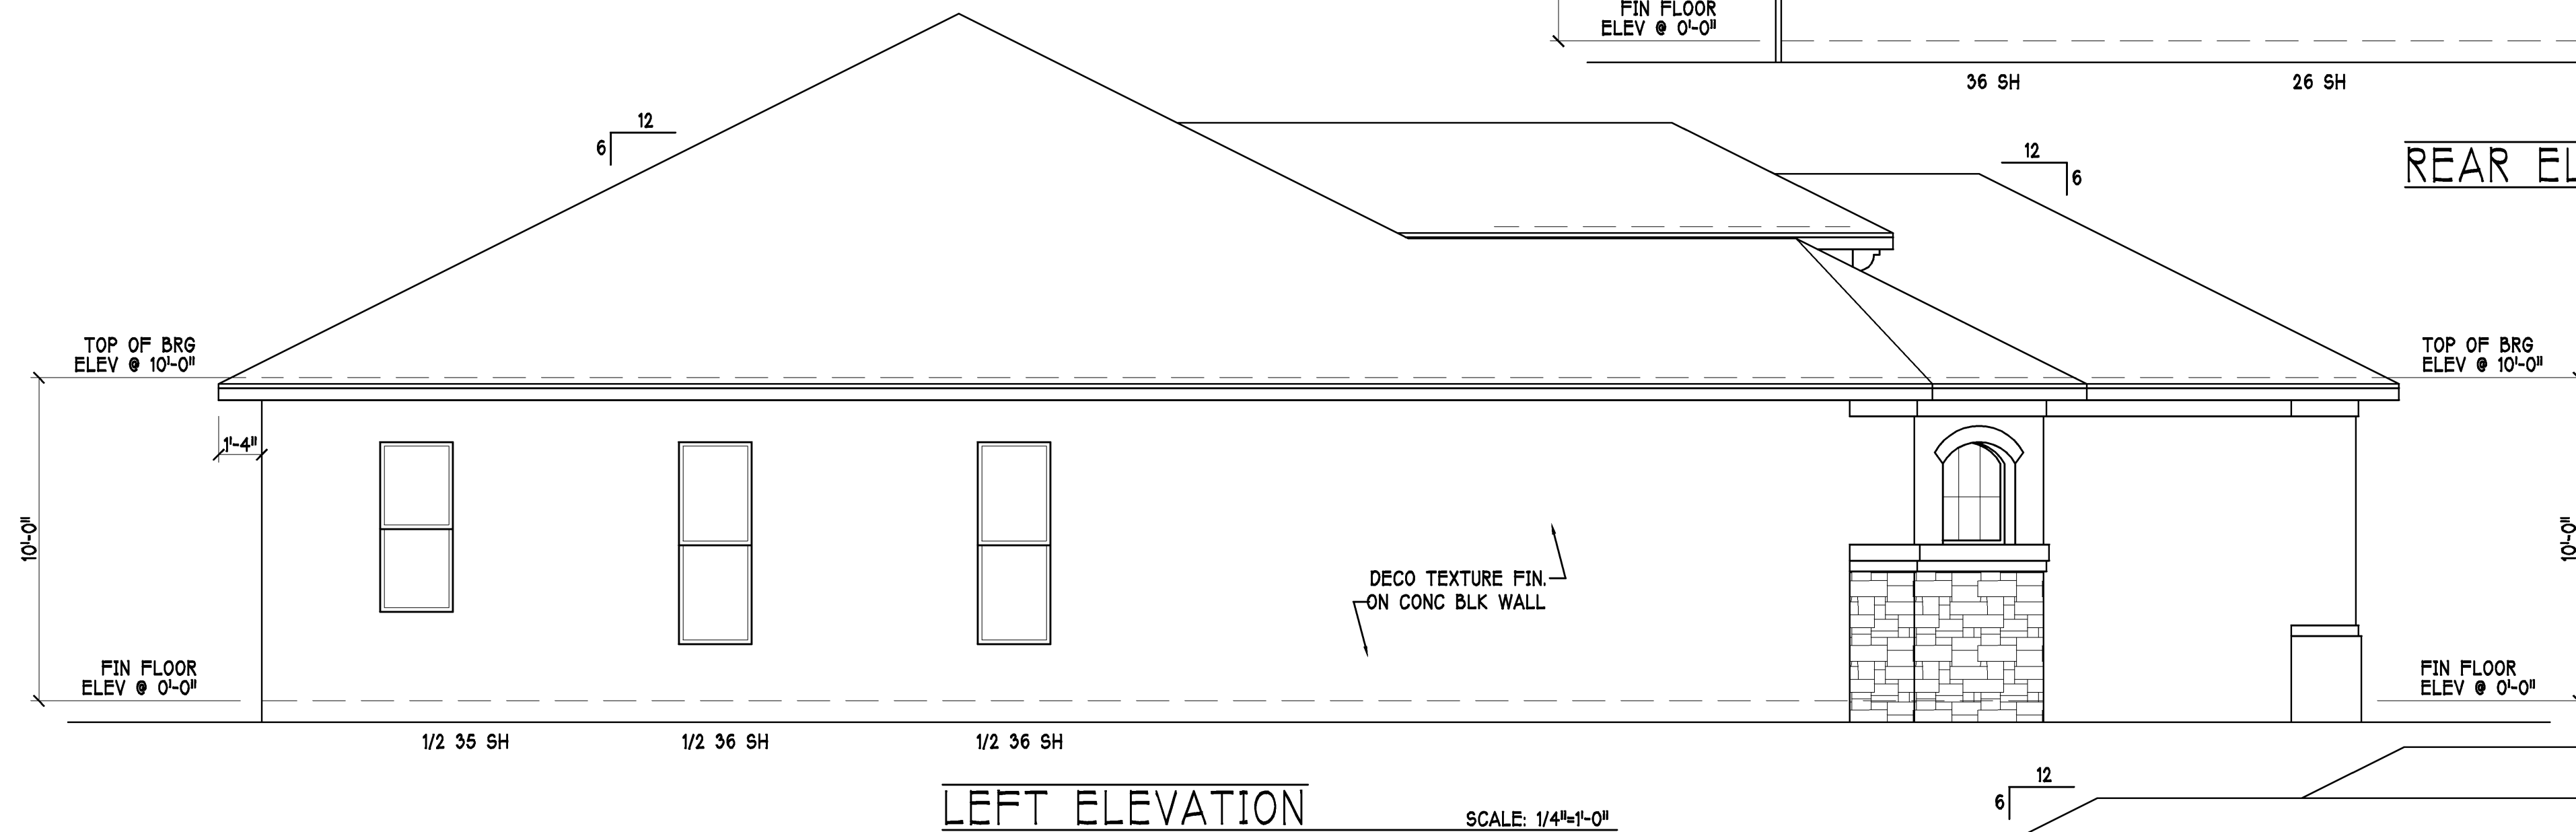 FIN FLOOR
ELEV @ 0'-0"
36 SH
26 SH
REAR EL
12
6
12
6
TOP OF BRG
ELEV @ 10'-0"
TOP OF BRG
ELEV @ 10'-0"
1'-4"
10'-0"
10'-0"
DECO TEXTURE FIN.
ON CONC BLK WALL
FIN FLOOR
ELEV @ 0'-0"
FIN FLOOR
ELEV @ 0'-0"
1/2 35 SH
1/2 36 SH
1/2 36 SH
LEFT ELEVATION
SCALE: 1/4"=1'-0"
12
6